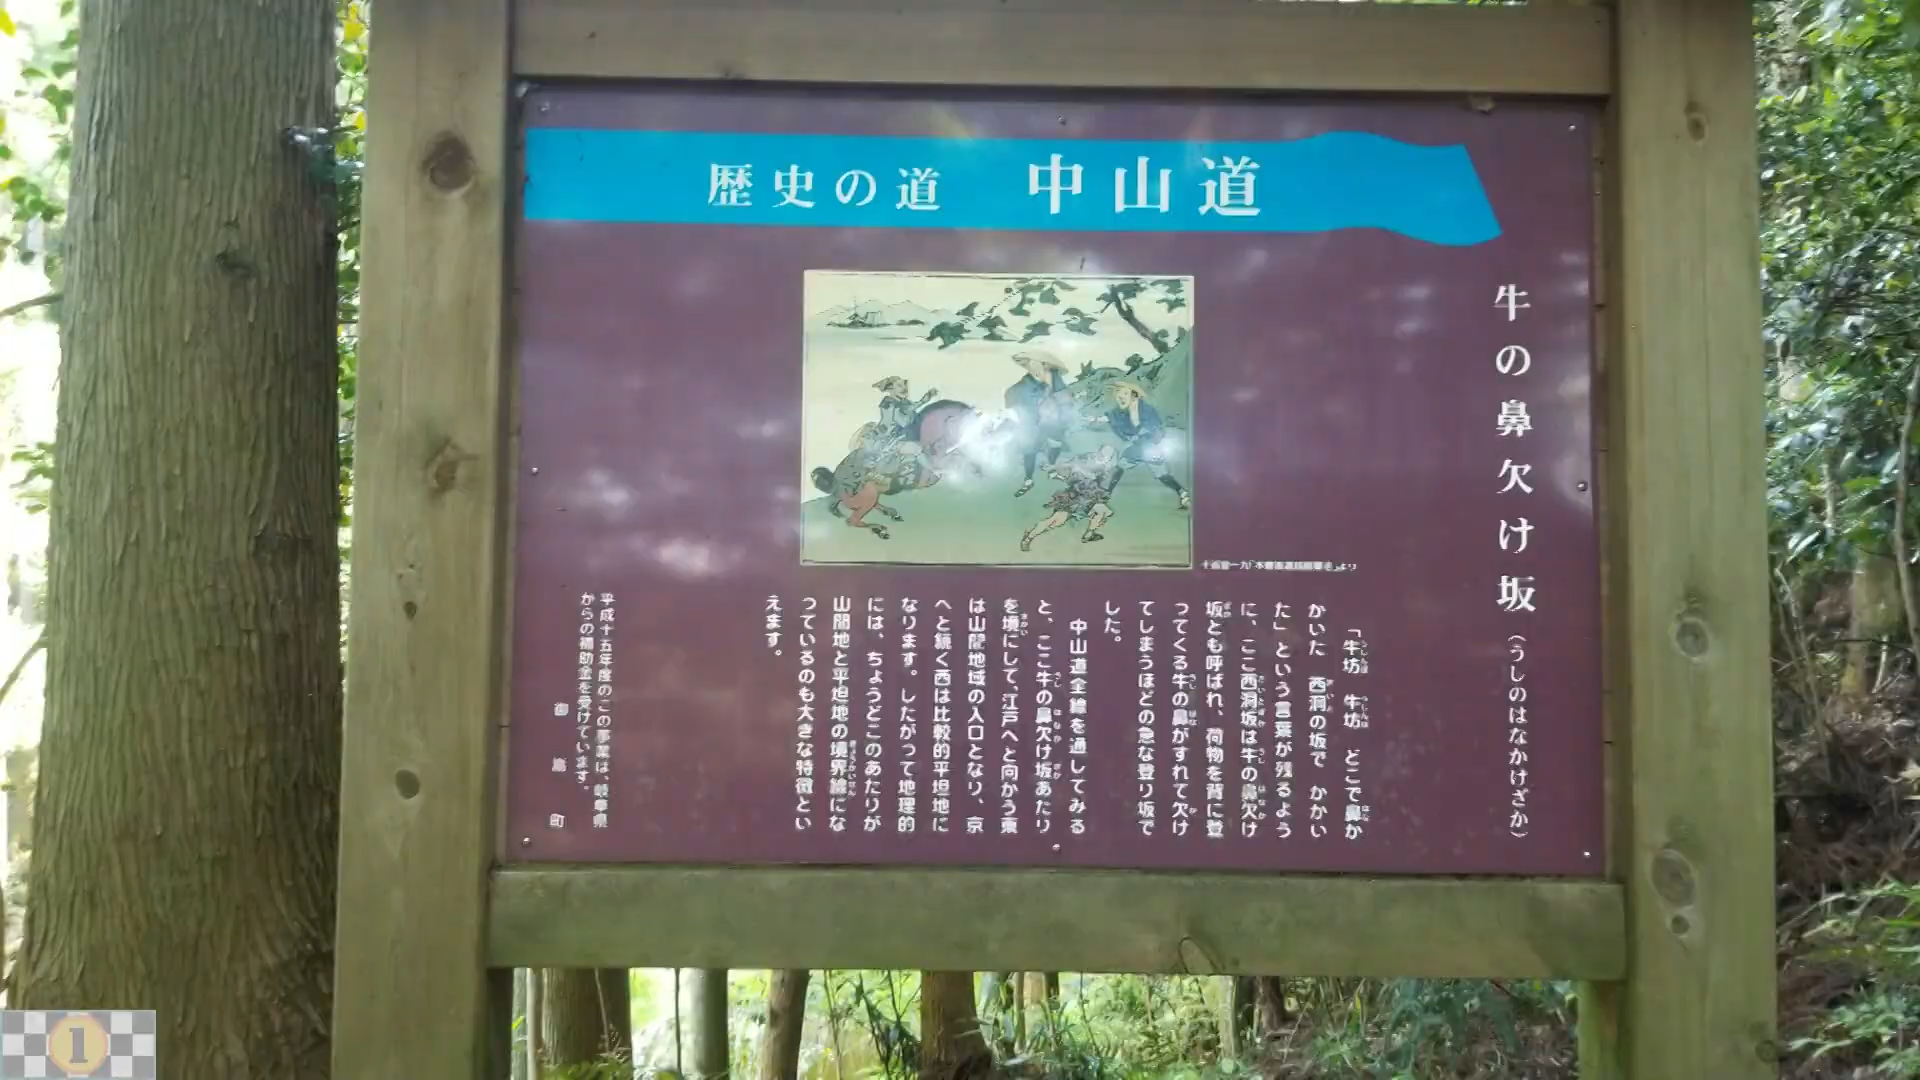 歴史の道 中山道
牛の鼻欠け坂（うしのはなかけざか）
「牛坊 牛坊 どこで鼻か
かいた 西洞の坂で かかい
た」という言葉が残るよう
に、ここ西洞坂は牛の鼻欠け
坂とも呼ばれ、荷物を背に登
ってくる牛の鼻がすれて欠け
てしまうほどの急な登り坂で
した。
中山道全線を通してみる
と、ここ牛の鼻欠け坂あたり
を境にして、江戸へと向かう東
は山間地域の入口となり、京
へと続く西は比較的平坦地に
なります。したがって地理的
には、ちょうどこのあたりが
山間地と平坦地の境界線にな
っているのも大きな特徴とい
えます。
平成十五年度のこの事業は、岐阜県
からの補助金を受けています。
御嵩町
1